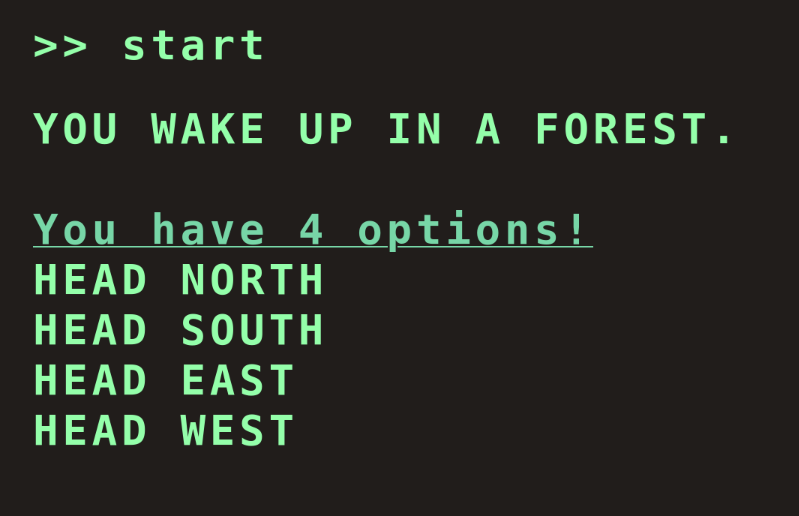 >> start
YOU WAKE UP IN A FOREST.
You have 4 options!
HEAD NORTH
HEAD SOUTH
HEAD EAST
HEAD WEST